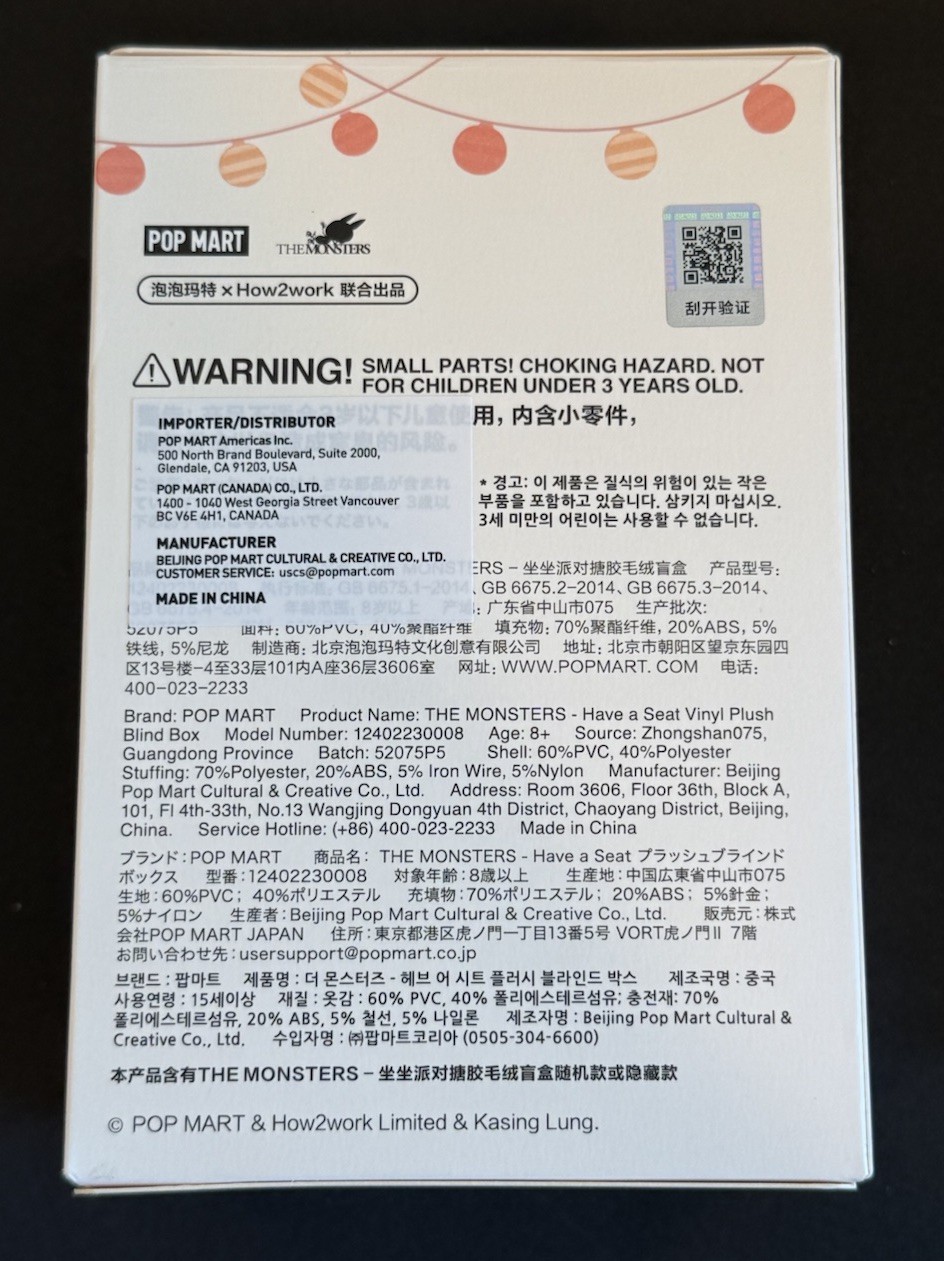 POP MART
THE MONSTERS
泡泡玛特×How2work 联合出品
刮开验证
WARNING! SMALL PARTS! CHOKING HAZARD. NOT
FOR CHILDREN UNDER 3 YEARS OLD.
用，内含小零件，
IMPORTER/DISTRIBUTOR
POP MART Americas Inc.
500 North Brand Boulevard, Suite 2000,
Glendale, CA 91203, USA
POP MART (CANADA) CO., LTD.
1400 - 1040 West Georgia Street Vancouver
BC V6E 4H1, CANADA
MANUFACTURER
BEIJING POP MART CULTURAL & CREATIVE CO., LTD.
CUSTOMER SERVICE: uscs@popmart.com
MADE IN CHINA
* 경고: 이 제품은 질식의 위험이 있는 작은
부품을 포함하고 있습니다. 삼키지 마십시오.
3세 미만의 어린이는 사용할 수 없습니다.
ERS – 坐坐派对搪胶毛绒盲盒 产品型号:
GB 6675.1–2014、GB 6675.2–2014、GB 6675.3–2014、
年龄范围: 8岁以上 产地: 广东省中山市075 生产批次:
52075P5 面料: 60%PVC, 40%聚酯纤维 填充物: 70%聚酯纤维, 20%ABS, 5%
铁线, 5%尼龙 制造商: 北京泡泡玛特文化创意有限公司 地址: 北京市朝阳区望京东园四
区13号楼–4至33层101内A座36层3606室 网址: WWW.POPMART. COM 电话:
400–023–2233
Brand: POP MART Product Name: THE MONSTERS - Have a Seat Vinyl Plush
Blind Box Model Number: 12402230008 Age: 8+ Source: Zhongshan075,
Guangdong Province Batch: 52075P5 Shell: 60%PVC, 40%Polyester
Stuffing: 70%Polyester, 20%ABS, 5% Iron Wire, 5%Nylon Manufacturer: Beijing
Pop Mart Cultural & Creative Co., Ltd. Address: Room 3606, Floor 36th, Block A,
101, Fl 4th-33th, No.13 Wangjing Dongyuan 4th District, Chaoyang District, Beijing,
China. Service Hotline: (+86) 400-023-2233 Made in China
ブランド：POP MART 商品名： THE MONSTERS - Have a Seat プラッシュブラインド
ボックス 型番：12402230008 対象年齢：8歳以上 生産地：中国広東省中山市075
生地：60%PVC；40%ポリエステル 充填物：70%ポリエステル；20%ABS；5%針金；
5%ナイロン 生産者：Beijing Pop Mart Cultural & Creative Co., Ltd. 販売元：株式
会社POP MART JAPAN 住所：東京都港区虎ノ門一丁目13番5号 VORT虎ノ門Ⅱ 7階
お問い合わせ先：usersupport@popmart.co.jp
브랜드 : 팝마트 제품명 : 더 몬스터즈 - 헤브 어 시트 플러시 블라인드 박스 제조국명 : 중국
사용연령 : 15세이상 재질 : 옷감 : 60% PVC, 40% 폴리에스테르섬유; 충전재: 70%
폴리에스테르섬유, 20% ABS, 5% 철선, 5% 나일론 제조자명 : Beijing Pop Mart Cultural &
Creative Co., Ltd. 수입자명 : ㈜팝마트코리아 (0505-304-6600)
本产品含有THE MONSTERS – 坐坐派对搪胶毛绒盲盒随机款或隐藏款
© POP MART & How2work Limited & Kasing Lung.